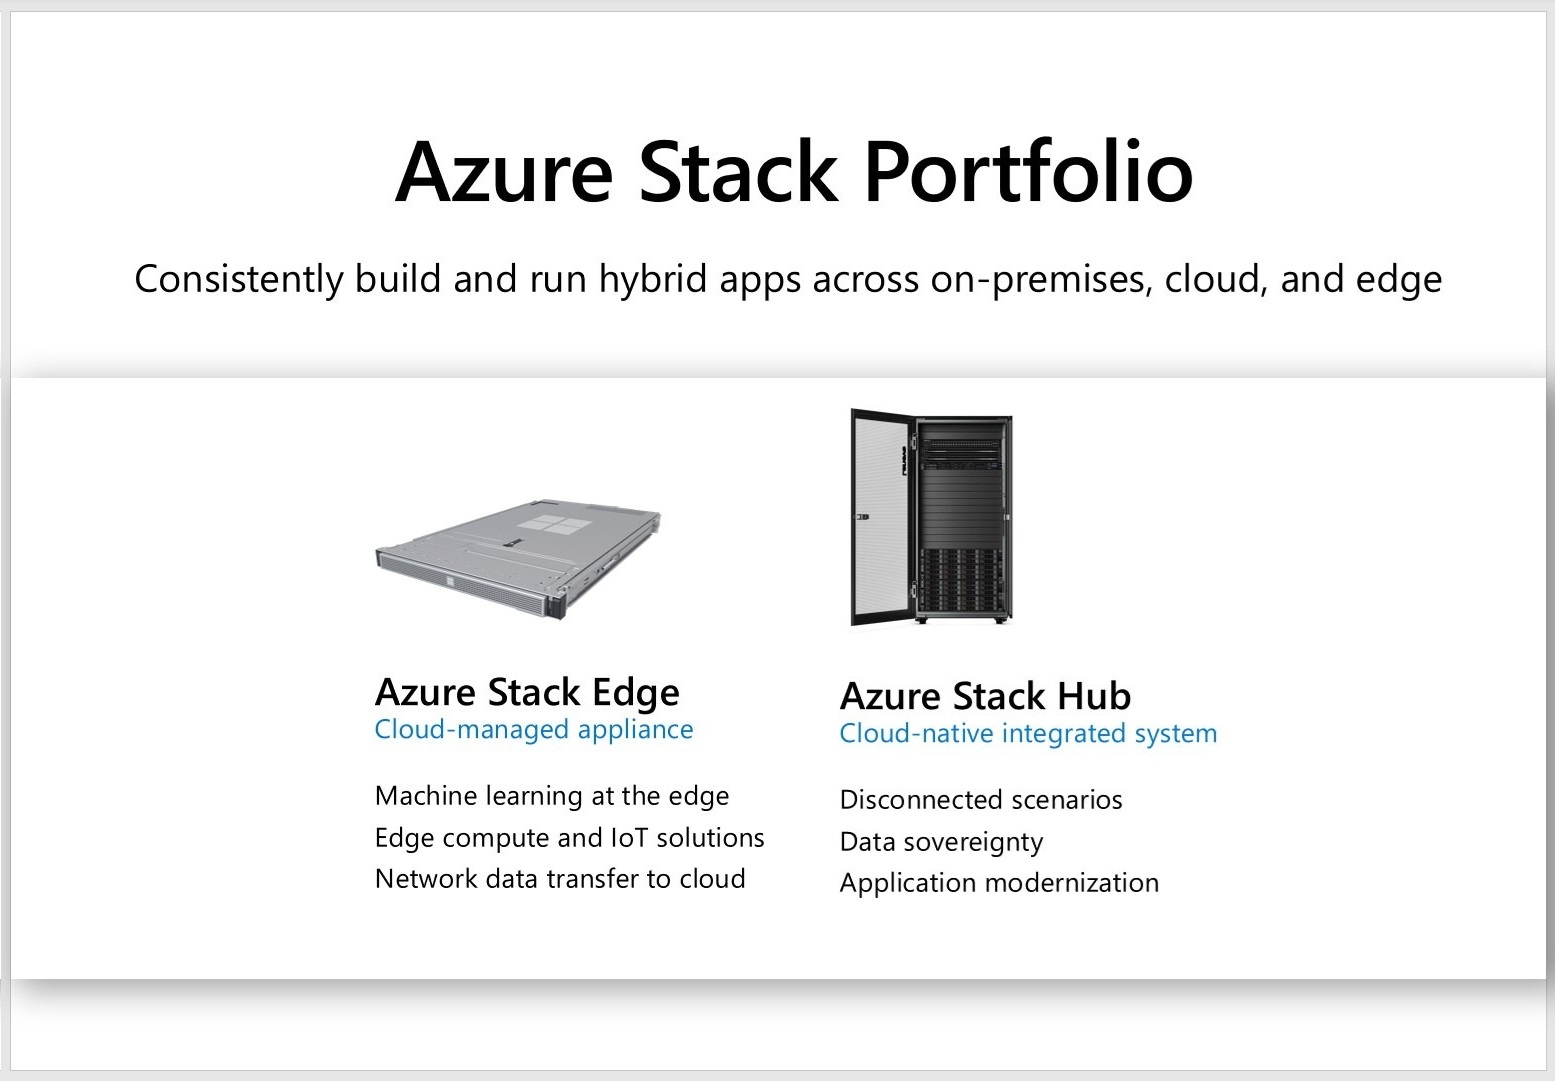 Azure Stack Portfolio
Consistently build and run hybrid apps across on-premises, cloud, and edge
Azure Stack Edge
Cloud-managed appliance
Machine learning at the edge
Edge compute and IoT solutions
Network data transfer to cloud
Azure Stack Hub
Cloud-native integrated system
Disconnected scenarios
Data sovereignty
Application modernization